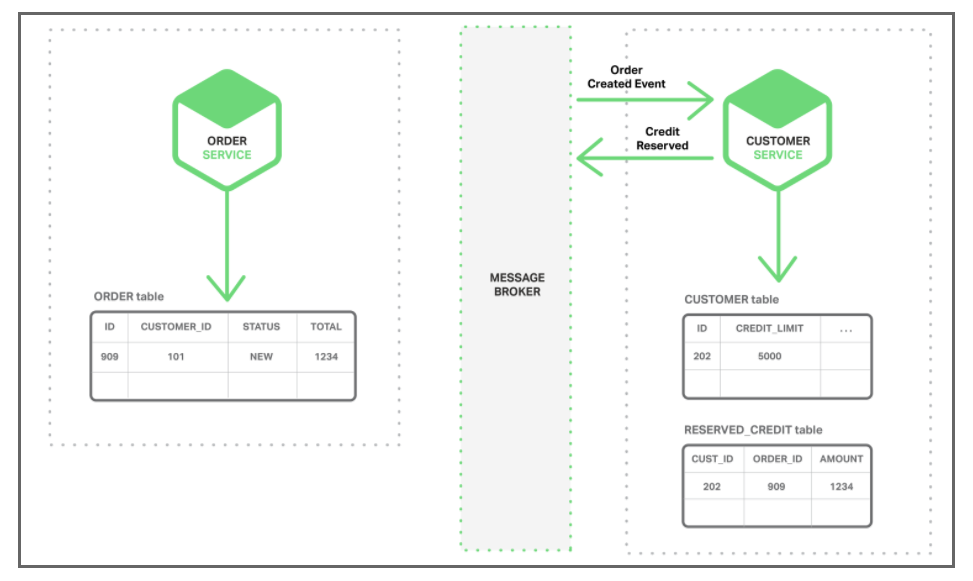 ORDER
SERVICE
ORDER table
ID CUSTOMER_ID STATUS TOTAL
909 101 NEW 1234
MESSAGE
BROKER
Order
Created Event
Credit
Reserved
CUSTOMER
SERVICE
CUSTOMER table
ID CREDIT_LIMIT ...
202 5000
RESERVED_CREDIT table
CUST_ID ORDER_ID AMOUNT
202 909 1234